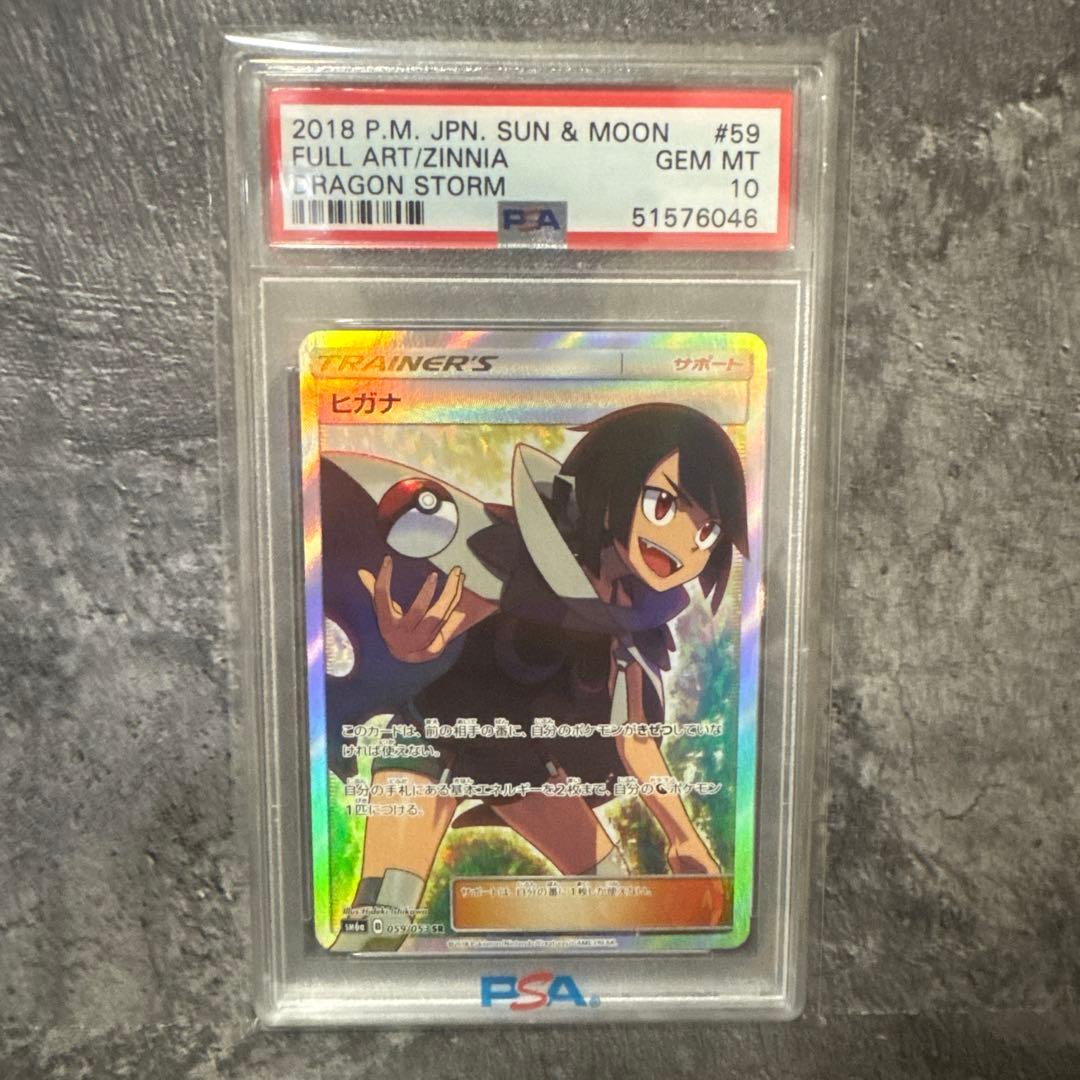 2018 P.M. JPN. SUN & MOON #59
FULL ART/ZINNIA GEM MT
DRAGON STORM 10
PSA 51576046
TRAINER'S サポート
ヒガナ
このカードは、前の相手の番に、自分のポケモンがきぜつしていな
ければ使えない。
自分の手札にある基本エネルギーを2枚まで、自分のポケモン
1匹につける。
サポートは、自分の番に1枚しか使えない。
Illus. Hideki Ishikawa
SM6a B 059/053 SR
PSA